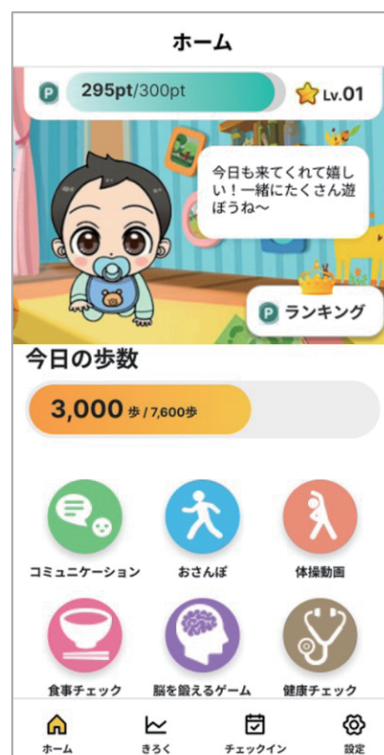 ホーム
P 295pt/300pt
Lv.01
今日も来てくれて嬉し
い！一緒にたくさん遊
ぼうね〜
P ランキング
今日の歩数
3,000 歩 / 7,600歩
コミュニケーション
おさんぽ
体操動画
食事チェック
脳を鍛えるゲーム
健康チェック
ホーム
きろく
チェックイン
設定